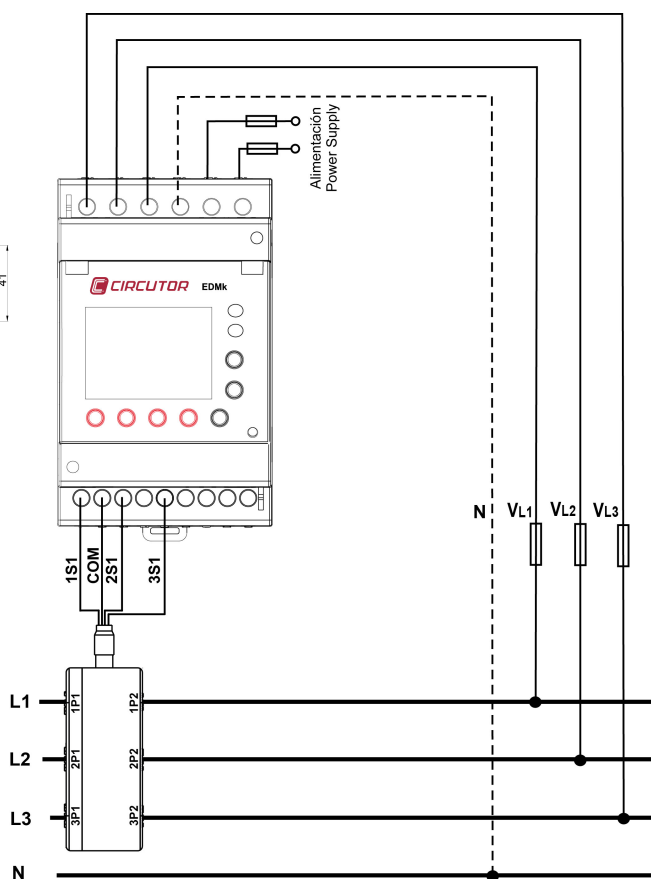 Alimentación
Power Supply
41
CIRCUTOR EDMk
N VL1 VL2 VL3
1S1 COM 2S1 3S1
L1 1P1 1P2
L2 2P1 2P2
L3 3P1 3P2
N